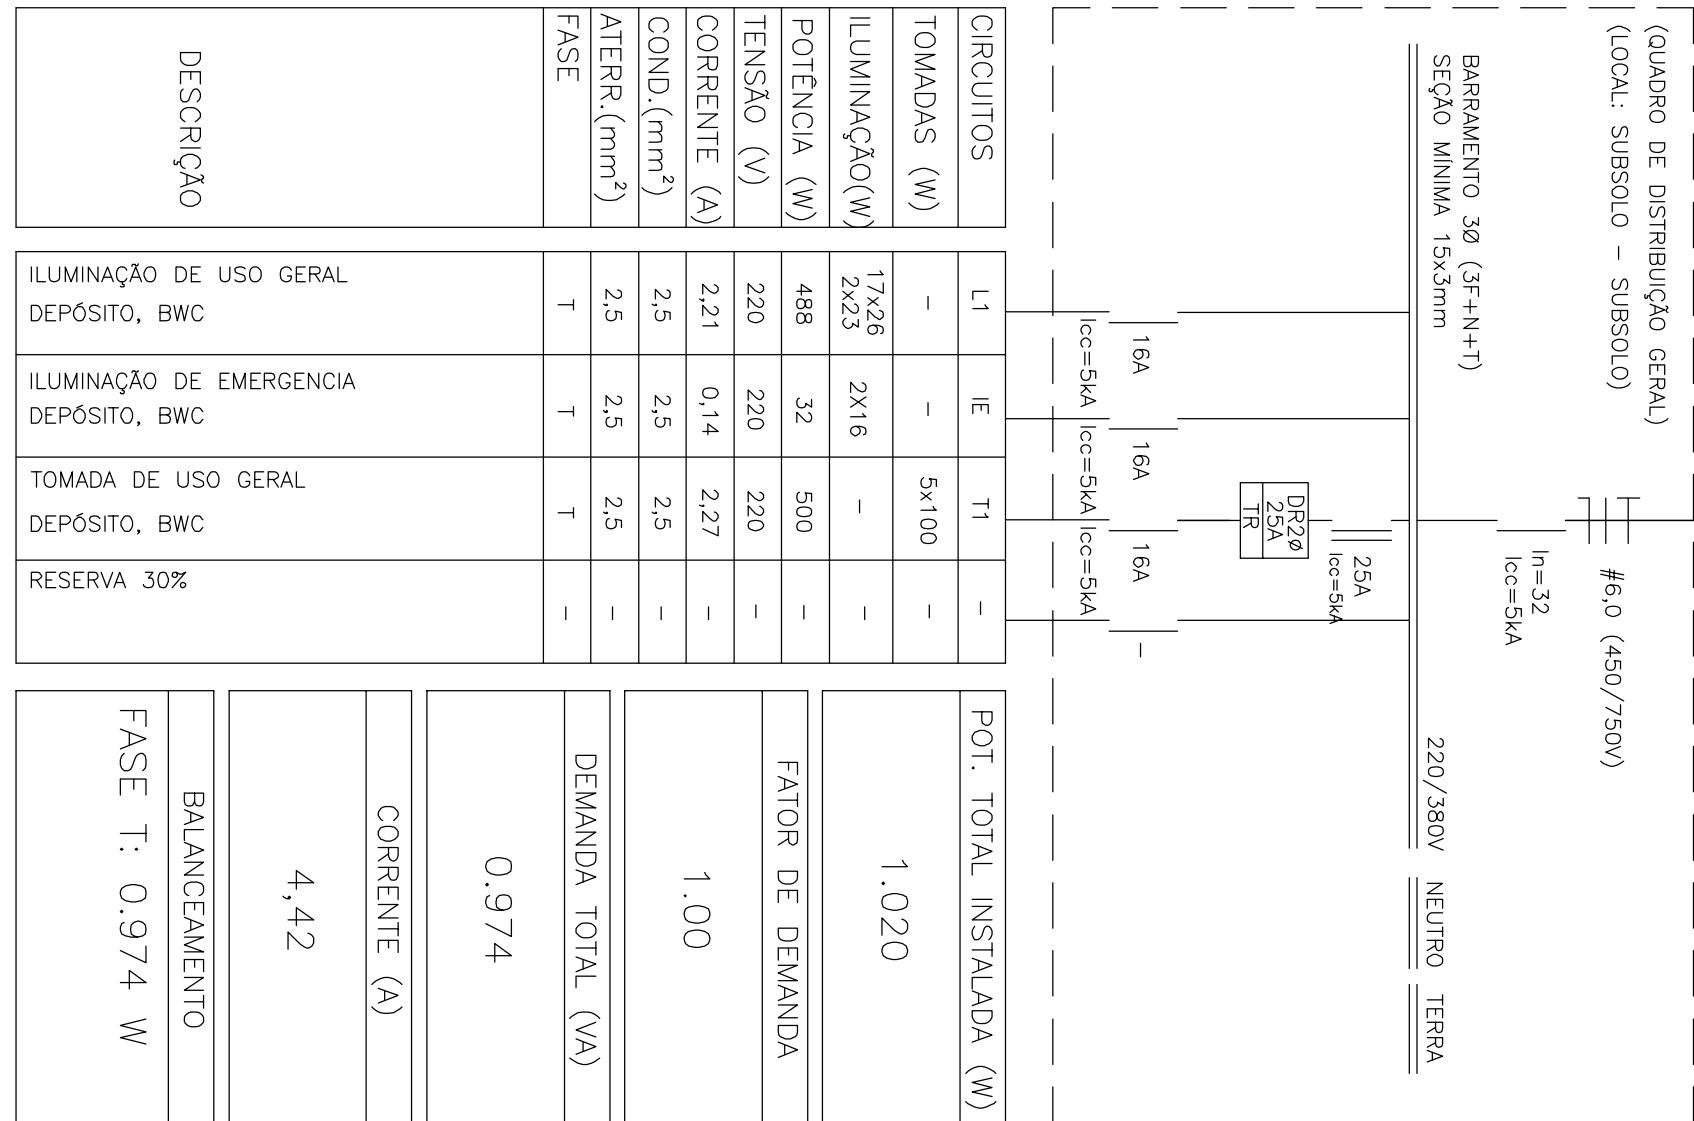 (QUADRO DE DISTRIBUIÇÃO GERAL)
(LOCAL: SUBSOLO - SUBSOLO)
#6,0 (450/750V)
In=32
Icc=5kA
BARRAMENTO 3Ø (3F+N+T)
SEÇÃO MÍNIMA 15x3mm
220/380V
NEUTRO
TERRA
25A
Icc=5kA
DR2ø
25A
TR
16A
Icc=5kA
16A
Icc=5kA
16A
Icc=5kA
-
CIRCUITOS
L1
IE
T1
-
TOMADAS (W)
-
-
5x100
-
ILUMINAÇÃO(W)
17x26
2x23
2X16
-
-
POTÊNCIA (W)
488
32
500
-
TENSÃO (V)
220
220
220
-
CORRENTE (A)
2,21
0,14
2,27
-
COND.(mm²)
2,5
2,5
2,5
-
ATERR.(mm²)
2,5
2,5
2,5
-
FASE
T
T
T
-
DESCRIÇÃO
ILUMINAÇÃO DE USO GERAL
DEPÓSITO, BWC
ILUMINAÇÃO DE EMERGENCIA
DEPÓSITO, BWC
TOMADA DE USO GERAL
DEPÓSITO, BWC
RESERVA 30%
POT. TOTAL INSTALADA (W)
1.020
FATOR DE DEMANDA
1.00
DEMANDA TOTAL (VA)
0.974
CORRENTE (A)
4,42
BALANCEAMENTO
FASE T: 0.974 W